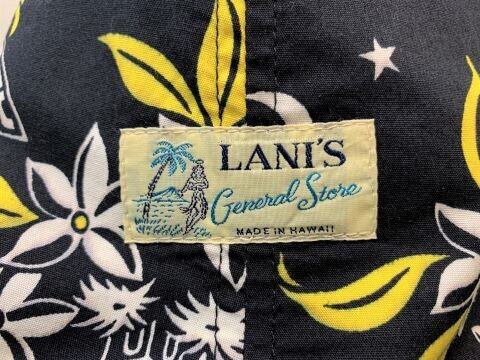 LANI'S
General Store
MADE IN HAWAII